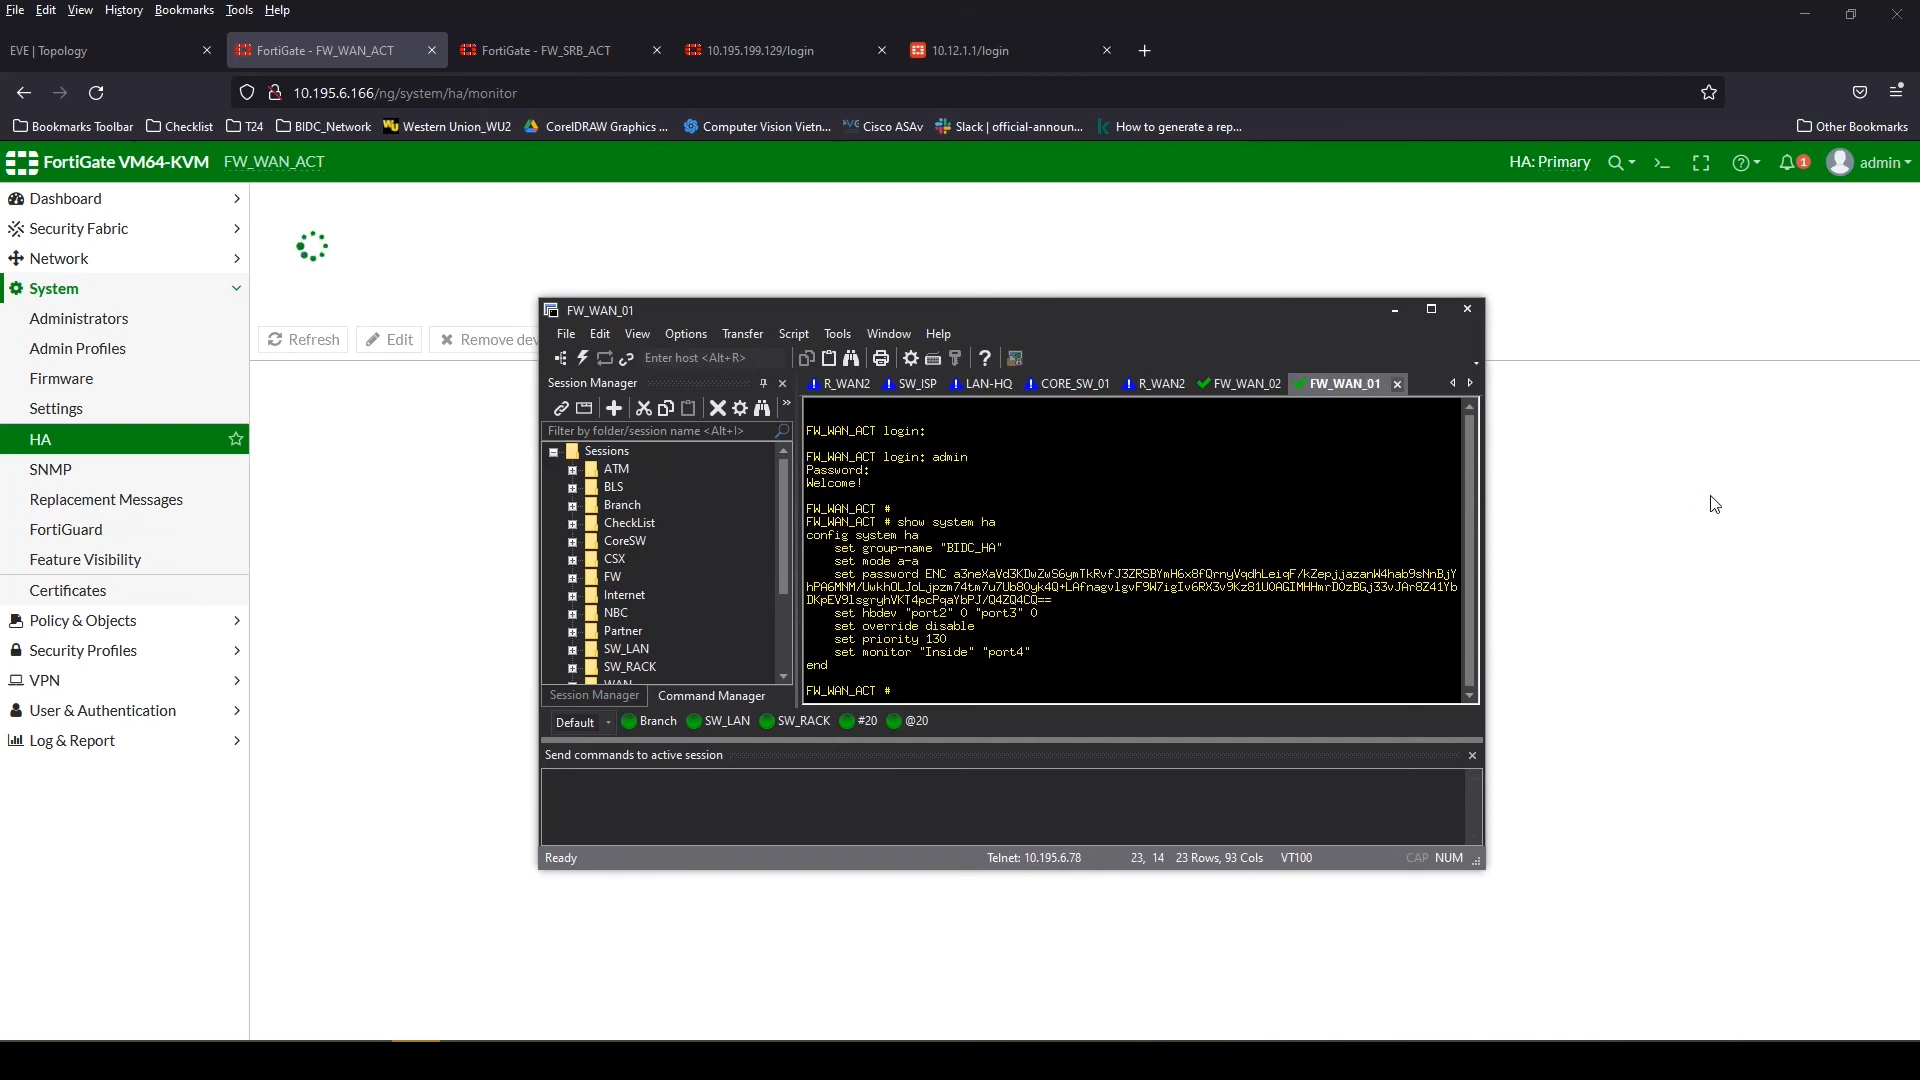 File Edit View History Bookmarks Tools Help
EVE | Topology
FortiGate - FW_WAN_ACT
FortiGate - FW_SRB_ACT
10.195.199.129/login
10.12.1.1/login
10.195.6.166/ng/system/ha/monitor
Bookmarks Toolbar Checklist T24 BIDC_Network Western Union_WU2 CorelDRAW Graphics ... Computer Vision Vietn... Cisco ASAv Slack | official-announ... How to generate a rep... Other Bookmarks
FortiGate VM64-KVM FW_WAN_ACT HA: Primary 1 admin
Dashboard
Security Fabric
Network
System
Administrators
Admin Profiles
Firmware
Settings
HA
SNMP
Replacement Messages
FortiGuard
Feature Visibility
Certificates
Policy & Objects
Security Profiles
VPN
User & Authentication
Log & Report
Refresh Edit Remove dev
FW_WAN_01
File Edit View Options Transfer Script Tools Window Help
Enter host <Alt+R>
Session Manager
R_WAN2 SW_ISP LAN-HQ CORE_SW_01 R_WAN2 FW_WAN_02 FW_WAN_01
Filter by folder/session name <Alt+I>
Sessions
ATM
BLS
Branch
CheckList
CoreSW
CSX
FW
Internet
NBC
Partner
SW_LAN
SW_RACK
WAN
Session Manager Command Manager
FW_WAN_ACT login:
FW_WAN_ACT login: admin
Password:
Welcome!
FW_WAN_ACT #
FW_WAN_ACT # show system ha
config system ha
set group-name "BIDC_HA"
set mode a-a
set password ENC
set hbdev "port2" 0 "port3" 0
set override disable
set priority 130
set monitor "Inside" "port4"
end
FW_WAN_ACT #
Default Branch SW_LAN SW_RACK #20 @20
Send commands to active session
Ready Telnet: 10.195.6.78 23, 14 23 Rows, 93 Cols VT100 CAP NUM